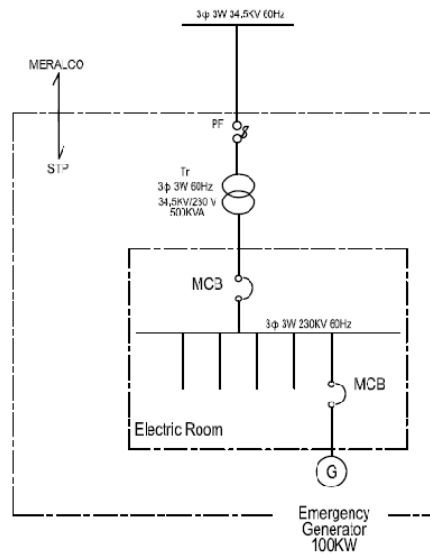 3φ 3W 34,5KV 60Hz
MERALCO
STP
PF
Tr
3φ 3W 60Hz
34,5KV/230 V
500KVA
MCB
3φ 3W 230KV 60Hz
MCB
Electric Room
G
Emergency
Generator
100KW